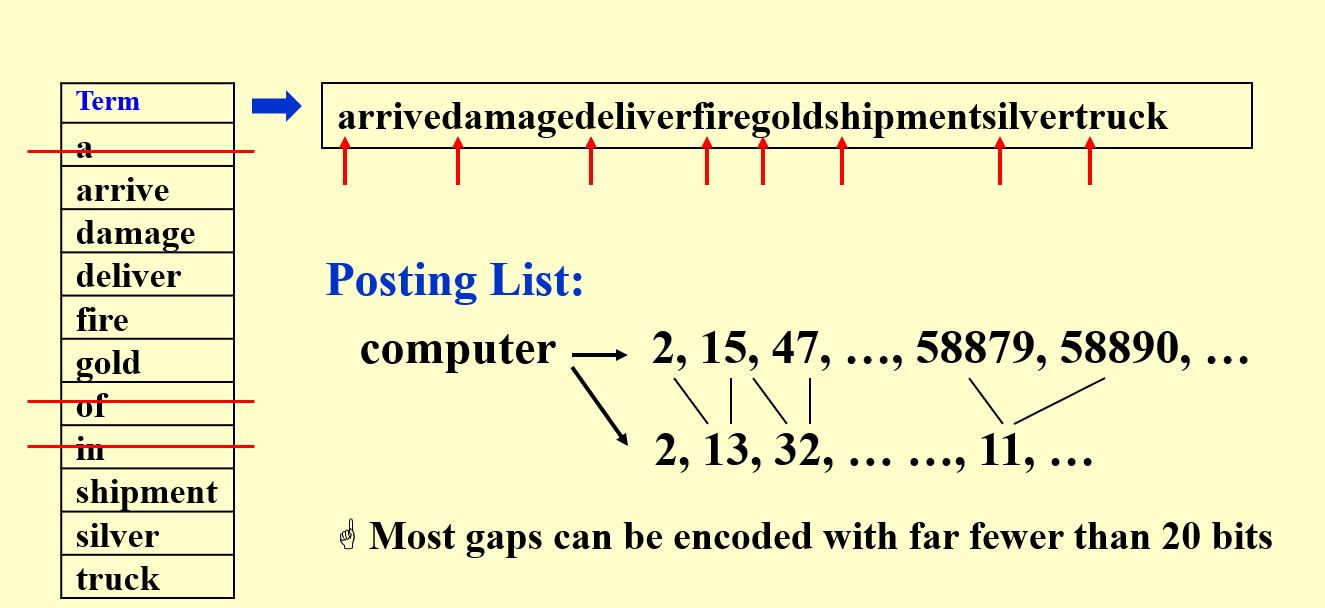 Term
a
arrive
damage
deliver
fire
gold
of
in
shipment
silver
truck
arrivedamagedeliverfiregoldshipmentsilvertruck
Posting List:
computer 2, 15, 47, …, 58879, 58890, …
2, 13, 32, … …, 11, …
☝ Most gaps can be encoded with far fewer than 20 bits